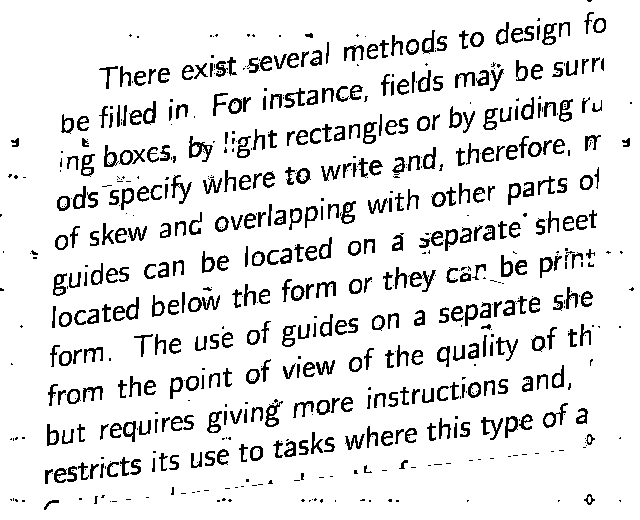 There exist several methods to design fo
be filled in. For instance, fields may be surr
ing boxes, by light rectangles or by guiding ru
ods specify where to write and, therefore, m
of skew and overlapping with other parts of
guides can be located on a separate sheet
located below the form or they can be print
form. The use of guides on a separate she
from the point of view of the quality of th
but requires giving more instructions and,
restricts its use to tasks where this type of a